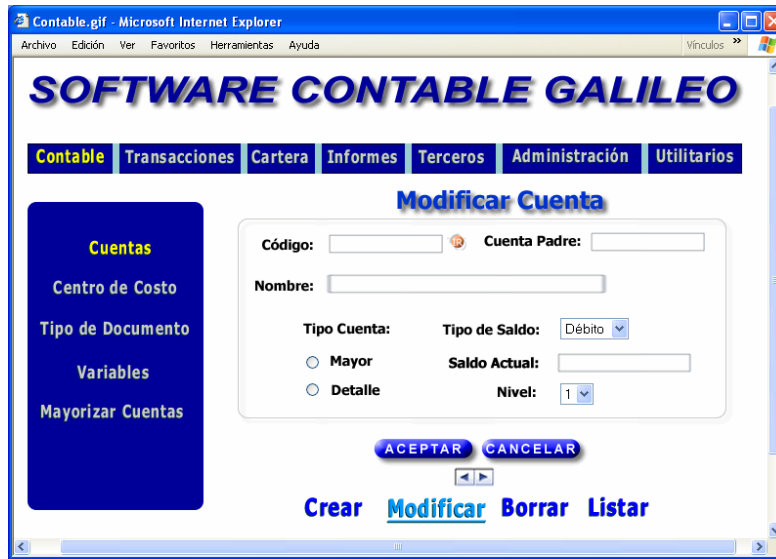 Contable.gif - Microsoft Internet Explorer
Archivo Edición Ver Favoritos Herramientas Ayuda Vínculos »
SOFTWARE CONTABLE GALILEO
Contable Transacciones Cartera Informes Terceros Administración Utilitarios
Modificar Cuenta
Cuentas
Centro de Costo
Tipo de Documento
Variables
Mayorizar Cuentas
Código: Cuenta Padre:
Nombre:
Tipo Cuenta: Tipo de Saldo: Débito
Mayor Saldo Actual:
Detalle Nivel: 1
ACEPTAR CANCELAR
Crear Modificar Borrar Listar